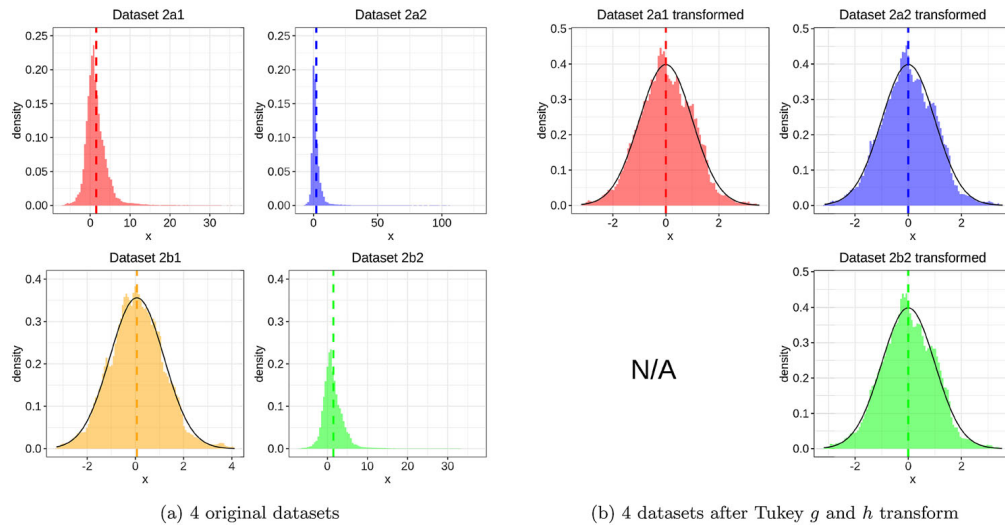 Dataset 2a1
Dataset 2a2
0.25
0.20
0.15
0.10
0.05
0.00
density
0
10
20
30
x
0.25
0.20
0.15
0.10
0.05
0.00
density
0
50
100
x
Dataset 2b1
Dataset 2b2
0.4
0.3
0.2
0.1
0.0
density
-2
0
2
4
x
0.4
0.3
0.2
0.1
0.0
density
0
10
20
30
x
(a) 4 original datasets
Dataset 2a1 transformed
Dataset 2a2 transformed
0.5
0.4
0.3
0.2
0.1
0.0
density
-2
0
2
x
0.5
0.4
0.3
0.2
0.1
0.0
density
-2
0
2
x
N/A
Dataset 2b2 transformed
0.5
0.4
0.3
0.2
0.1
0.0
density
-2
0
2
x
(b) 4 datasets after Tukey g and h transform